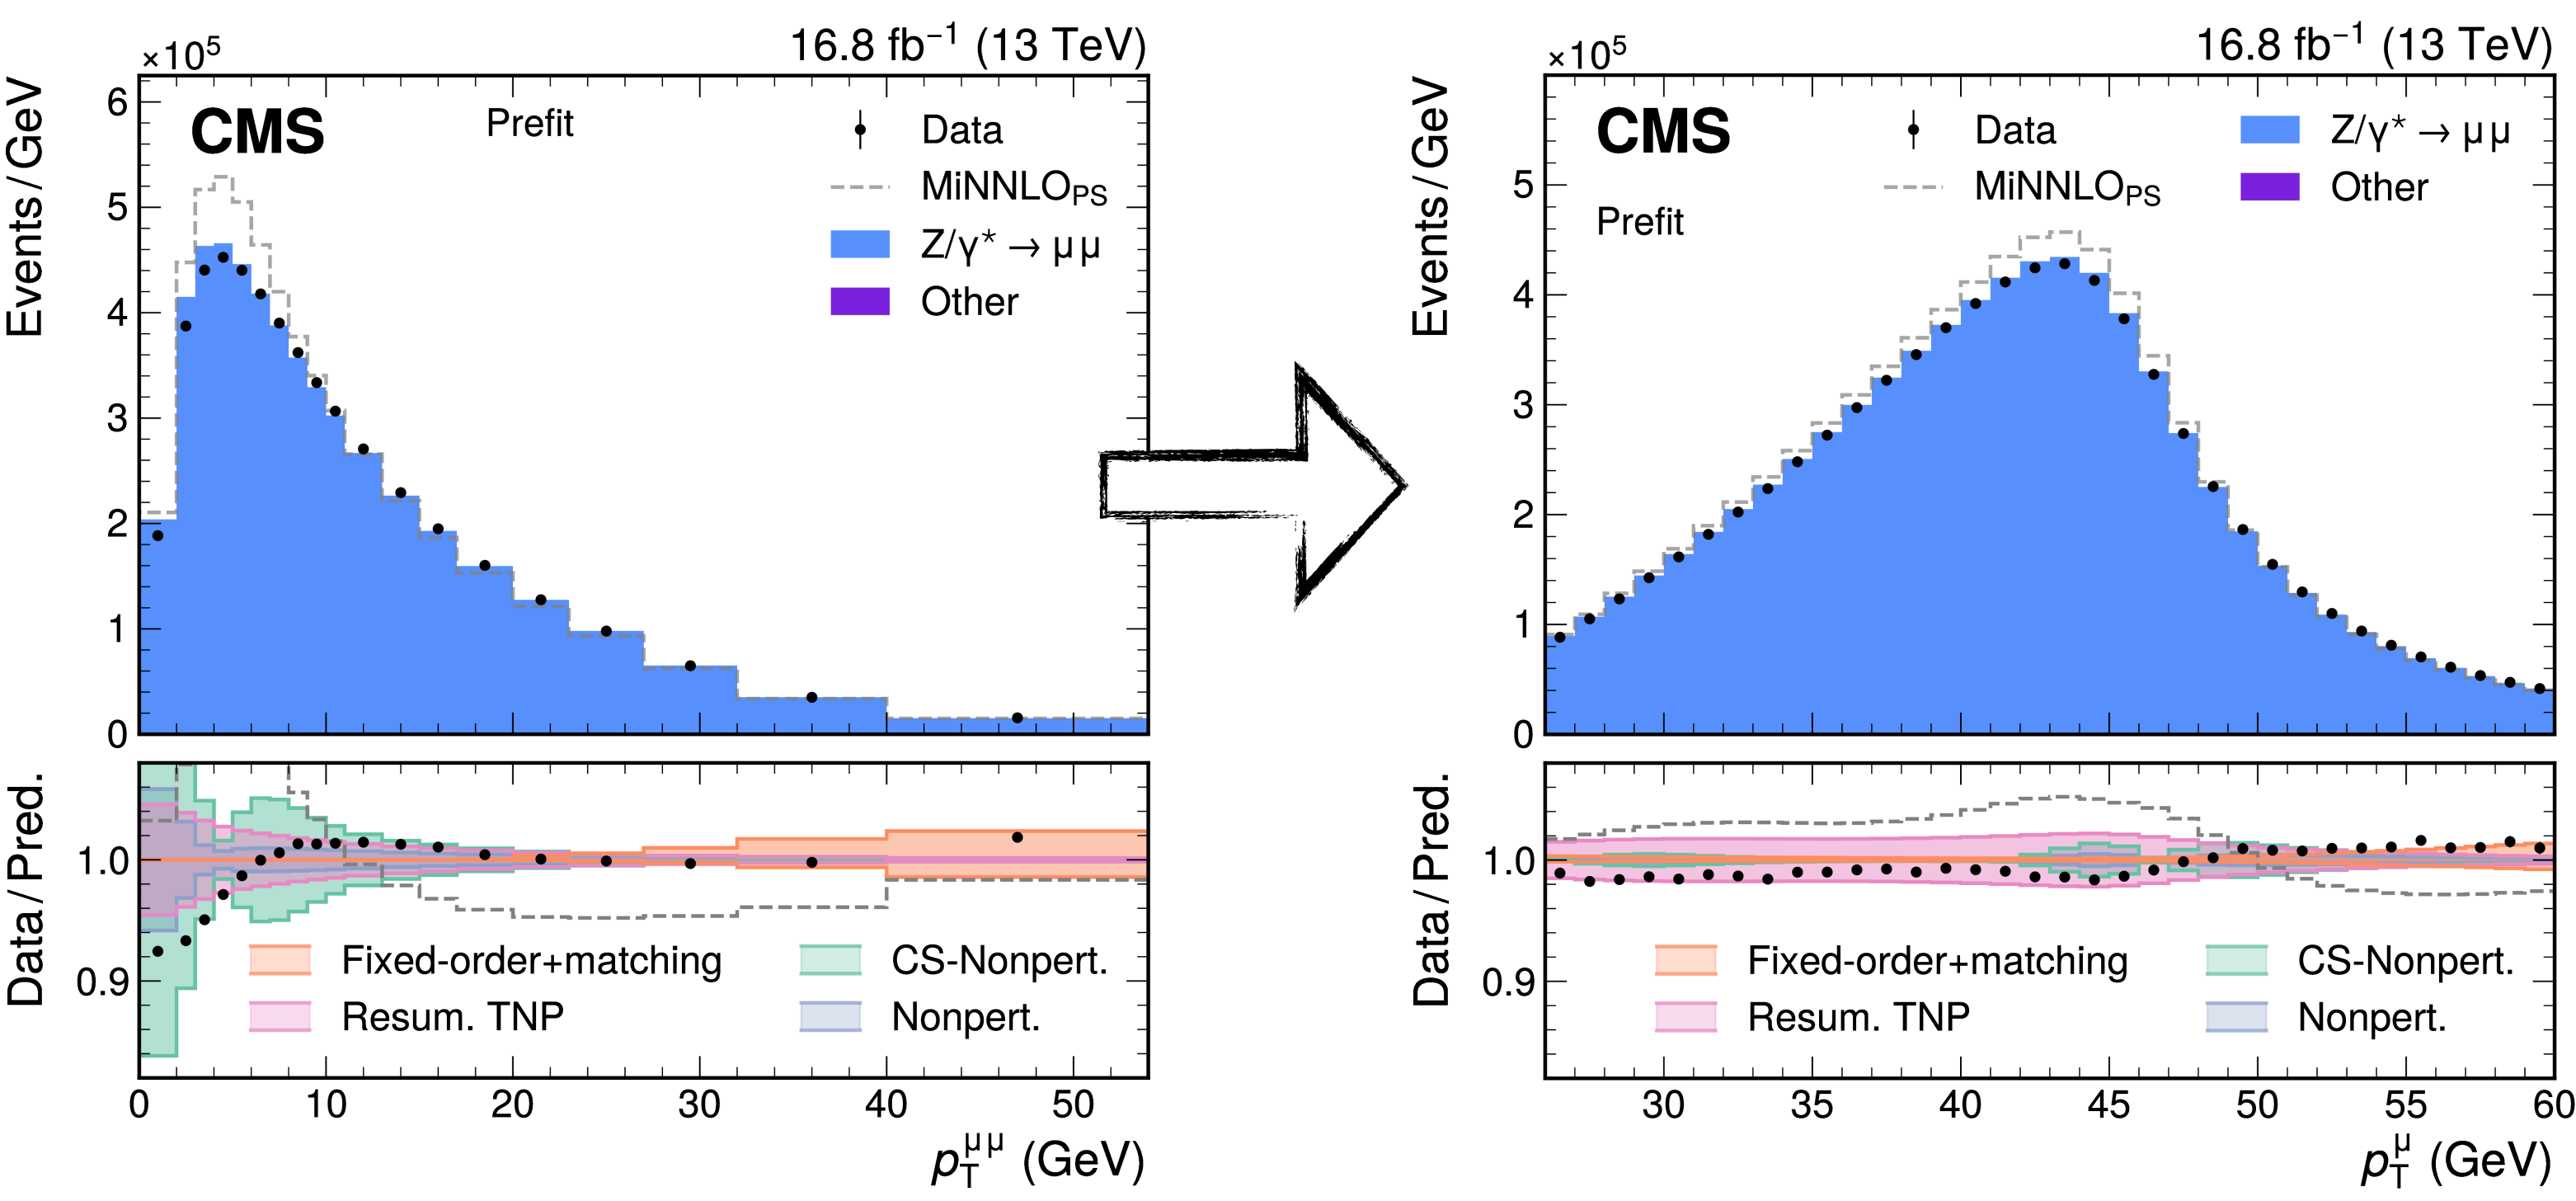 16.8 fb⁻¹ (13 TeV)
×10⁵
CMS
Prefit
Data
MiNNLO_PS
Z/γ* → μμ
Other
Events / GeV
6
5
4
3
2
1
0
Data / Pred.
1.0
0.9
Fixed-order+matching
CS-Nonpert.
Resum. TNP
Nonpert.
0 10 20 30 40 50
p_T^μμ (GeV)
16.8 fb⁻¹ (13 TeV)
×10⁵
CMS
Data
Z/γ* → μμ
MiNNLO_PS
Other
Prefit
Events / GeV
5
4
3
2
1
0
Data / Pred.
1.0
0.9
Fixed-order+matching
CS-Nonpert.
Resum. TNP
Nonpert.
30 35 40 45 50 55 60
p_T^μ (GeV)